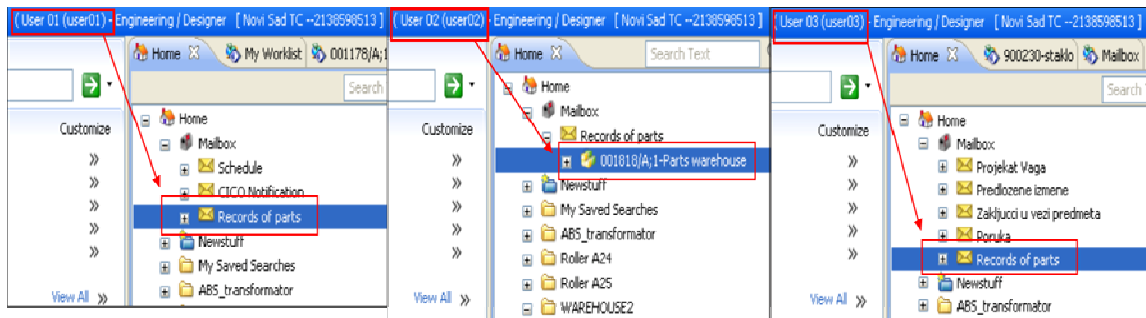 ( User 01 (user01) - Engineering / Designer [ Novi Sad TC --2138598513 ]
Home
My Worklist
001178/A;1
Search
Customize
Home
Mailbox
Schedule
CICO Notification
Records of parts
Newstuff
My Saved Searches
ABS_transformator
View All
( User 02 (user02) - Engineering / Designer [ Novi Sad TC --2138598513 ]
Home
Search Text
Customize
Home
Mailbox
Records of parts
001818/A;1-Parts warehouse
Newstuff
My Saved Searches
ABS_transformator
Roller A24
Roller A25
WAREHOUSE2
View All
( User 03 (user03) - Engineering / Designer [ Novi Sad TC --2138598513 ]
Home
900230-staklo
Mailbox
Search
Customize
Home
Mailbox
Projekat Vaga
Predlozene izmene
Zakljucci u vezi predmeta
Poruka
Records of parts
Newstuff
ABS_transformator
View All